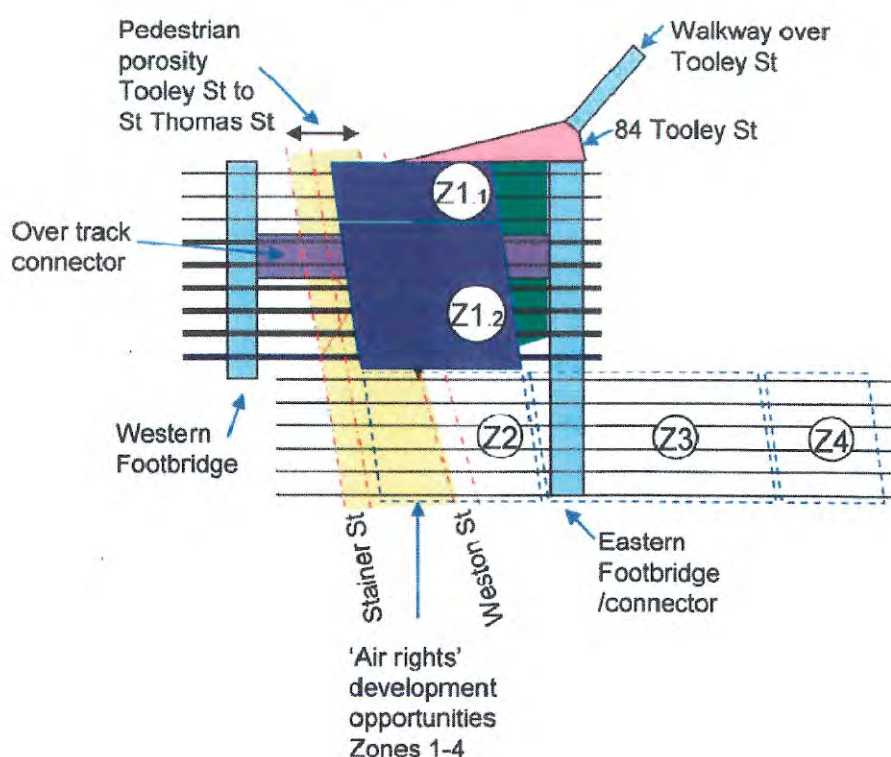 Pedestrian
porosity
Tooley St to
St Thomas St
Walkway over
Tooley St
84 Tooley St
Z1.1
Over track
connector
Z1.2
Western
Footbridge
Z2
Z3
Z4
Stainer St
Weston St
Eastern
Footbridge
/connector
'Air rights'
development
opportunities
Zones 1-4